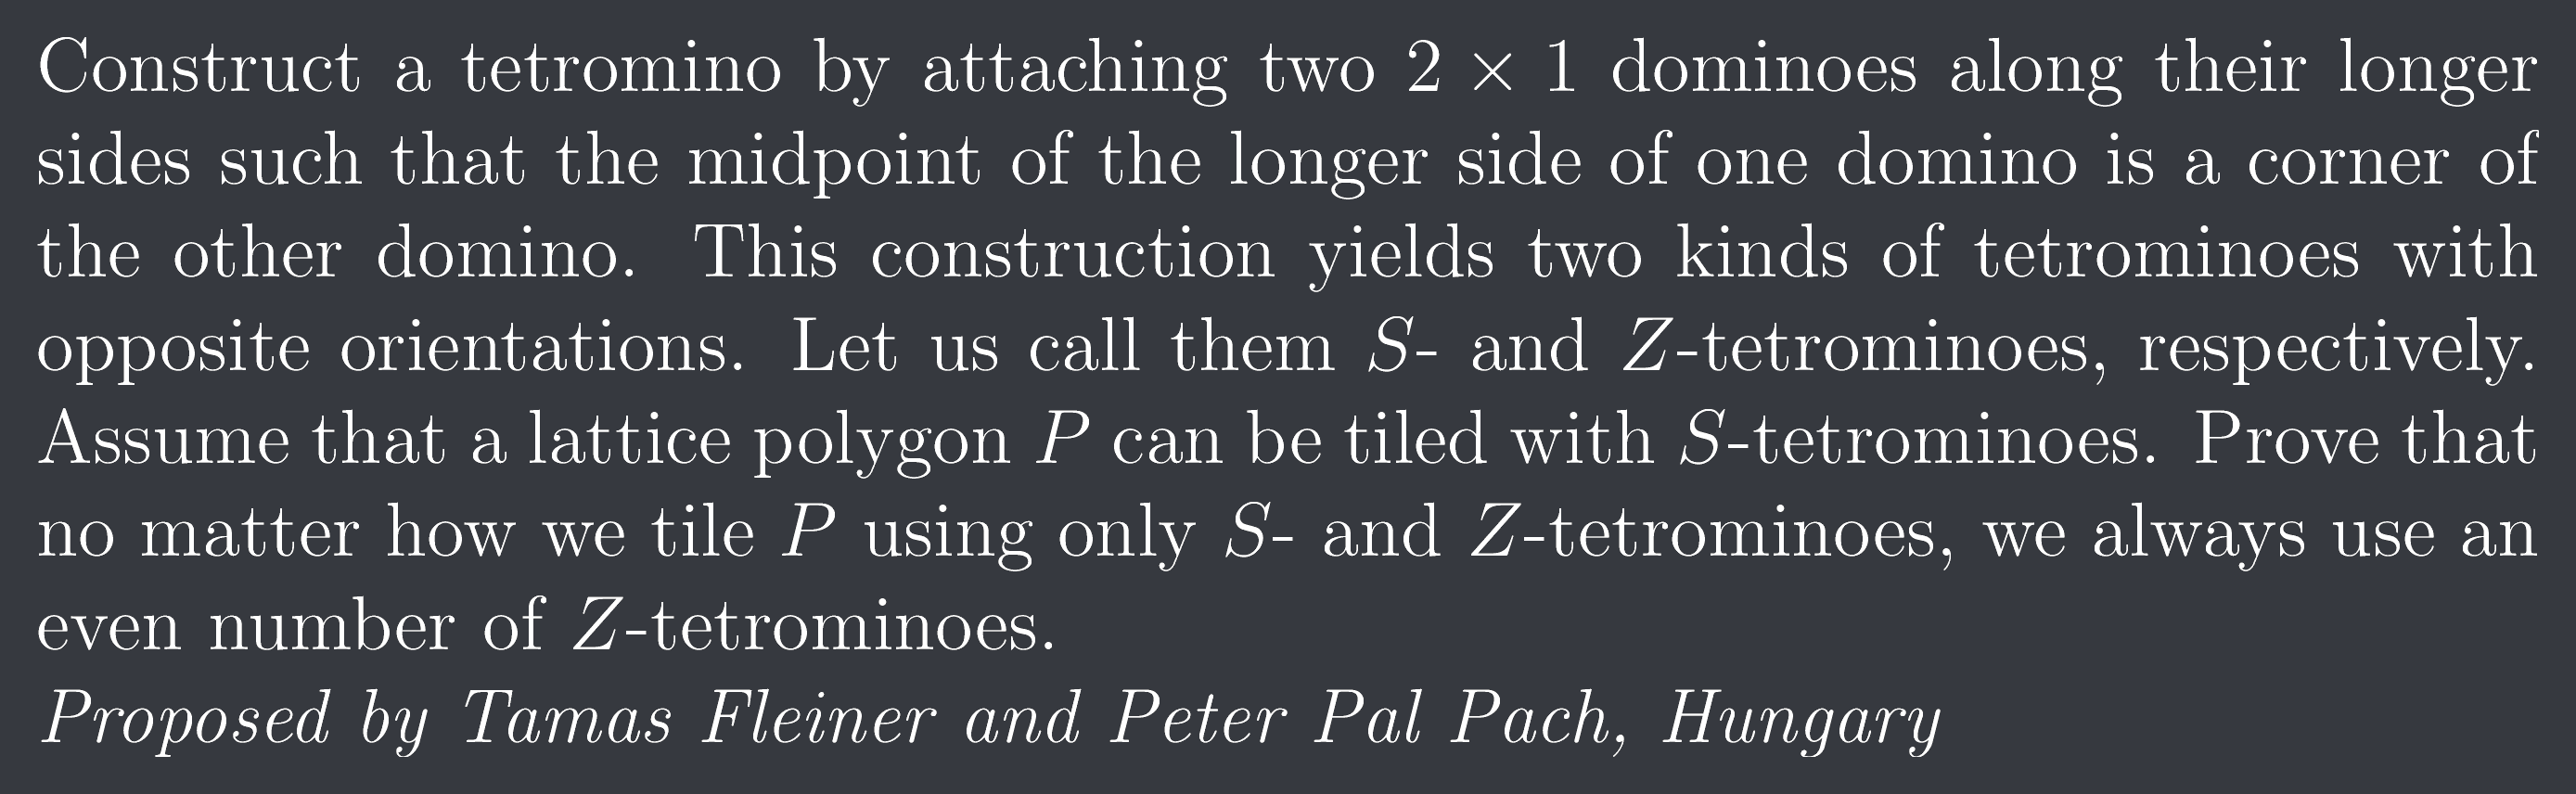 Construct a tetromino by attaching two 2 × 1 dominoes along their longer
sides such that the midpoint of the longer side of one domino is a corner of
the other domino. This construction yields two kinds of tetrominoes with
opposite orientations. Let us call them S- and Z-tetrominoes, respectively.
Assume that a lattice polygon P can be tiled with S-tetrominoes. Prove that
no matter how we tile P using only S- and Z-tetrominoes, we always use an
even number of Z-tetrominoes.
Proposed by Tamas Fleiner and Peter Pal Pach, Hungary